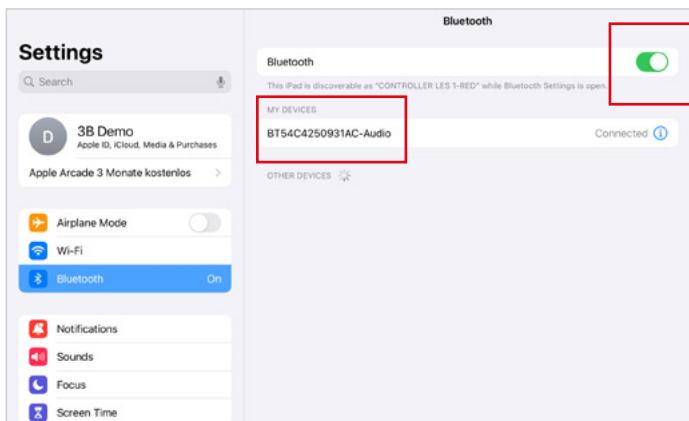 Settings
Search
D
3B Demo
Apple ID, iCloud, Media & Purchases
Apple Arcade 3 Monate kostenlos
Airplane Mode
Wi-Fi
Bluetooth On
Notifications
Sounds
Focus
Screen Time
Bluetooth
Bluetooth
This iPad is discoverable as "CONTROLLER LES 1-RED" while Bluetooth Settings is open.
MY DEVICES
BT54C4250931AC-Audio Connected
OTHER DEVICES